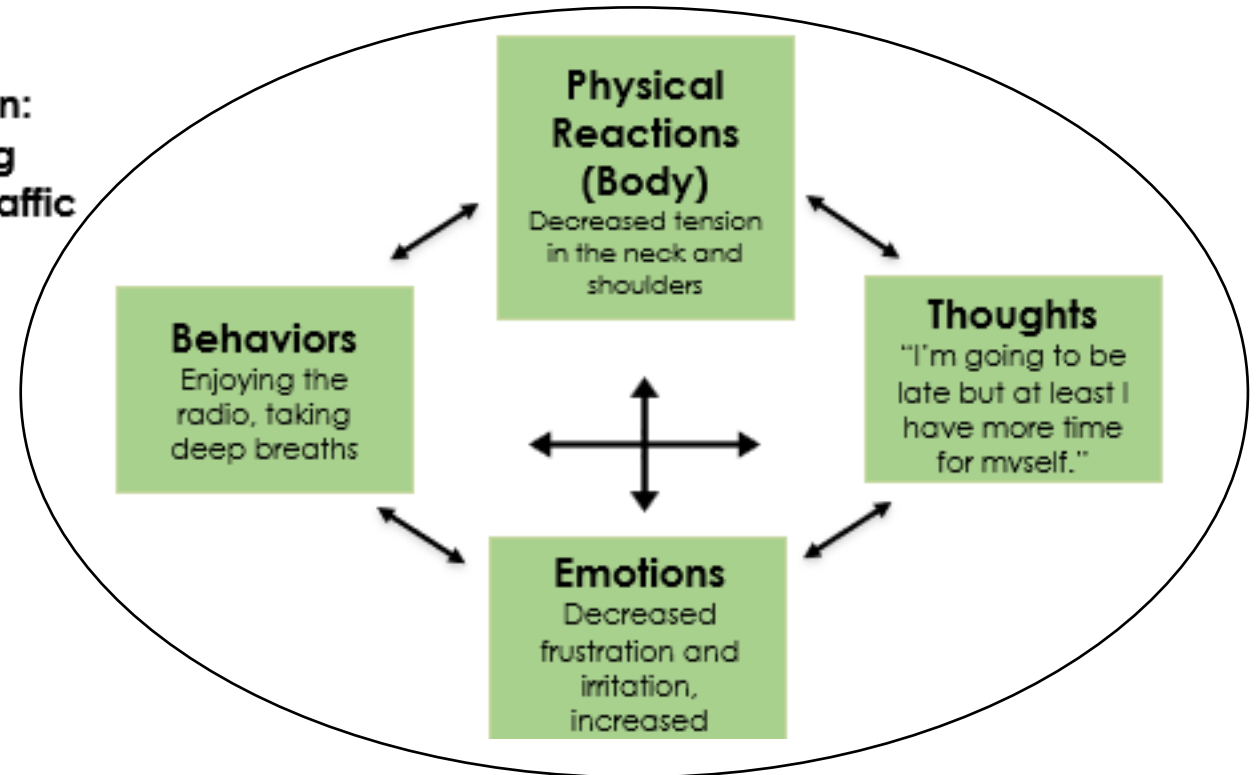 n:
g
affic
Physical
Reactions
(Body)
Decreased tension
in the neck and
shoulders
Behaviors
Enjoying the
radio, taking
deep breaths
Thoughts
“I’m going to be
late but at least I
have more time
for myself.”
Emotions
Decreased
frustration and
irritation,
increased